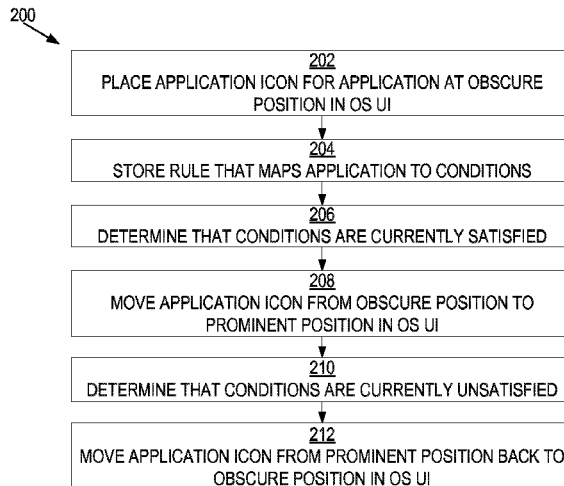 200
202
PLACE APPLICATION ICON FOR APPLICATION AT OBSCURE
POSITION IN OS UI
204
STORE RULE THAT MAPS APPLICATION TO CONDITIONS
206
DETERMINE THAT CONDITIONS ARE CURRENTLY SATISFIED
208
MOVE APPLICATION ICON FROM OBSCURE POSITION TO
PROMINENT POSITION IN OS UI
210
DETERMINE THAT CONDITIONS ARE CURRENTLY UNSATISFIED
212
MOVE APPLICATION ICON FROM PROMINENT POSITION BACK TO
OBSCURE POSITION IN OS UI